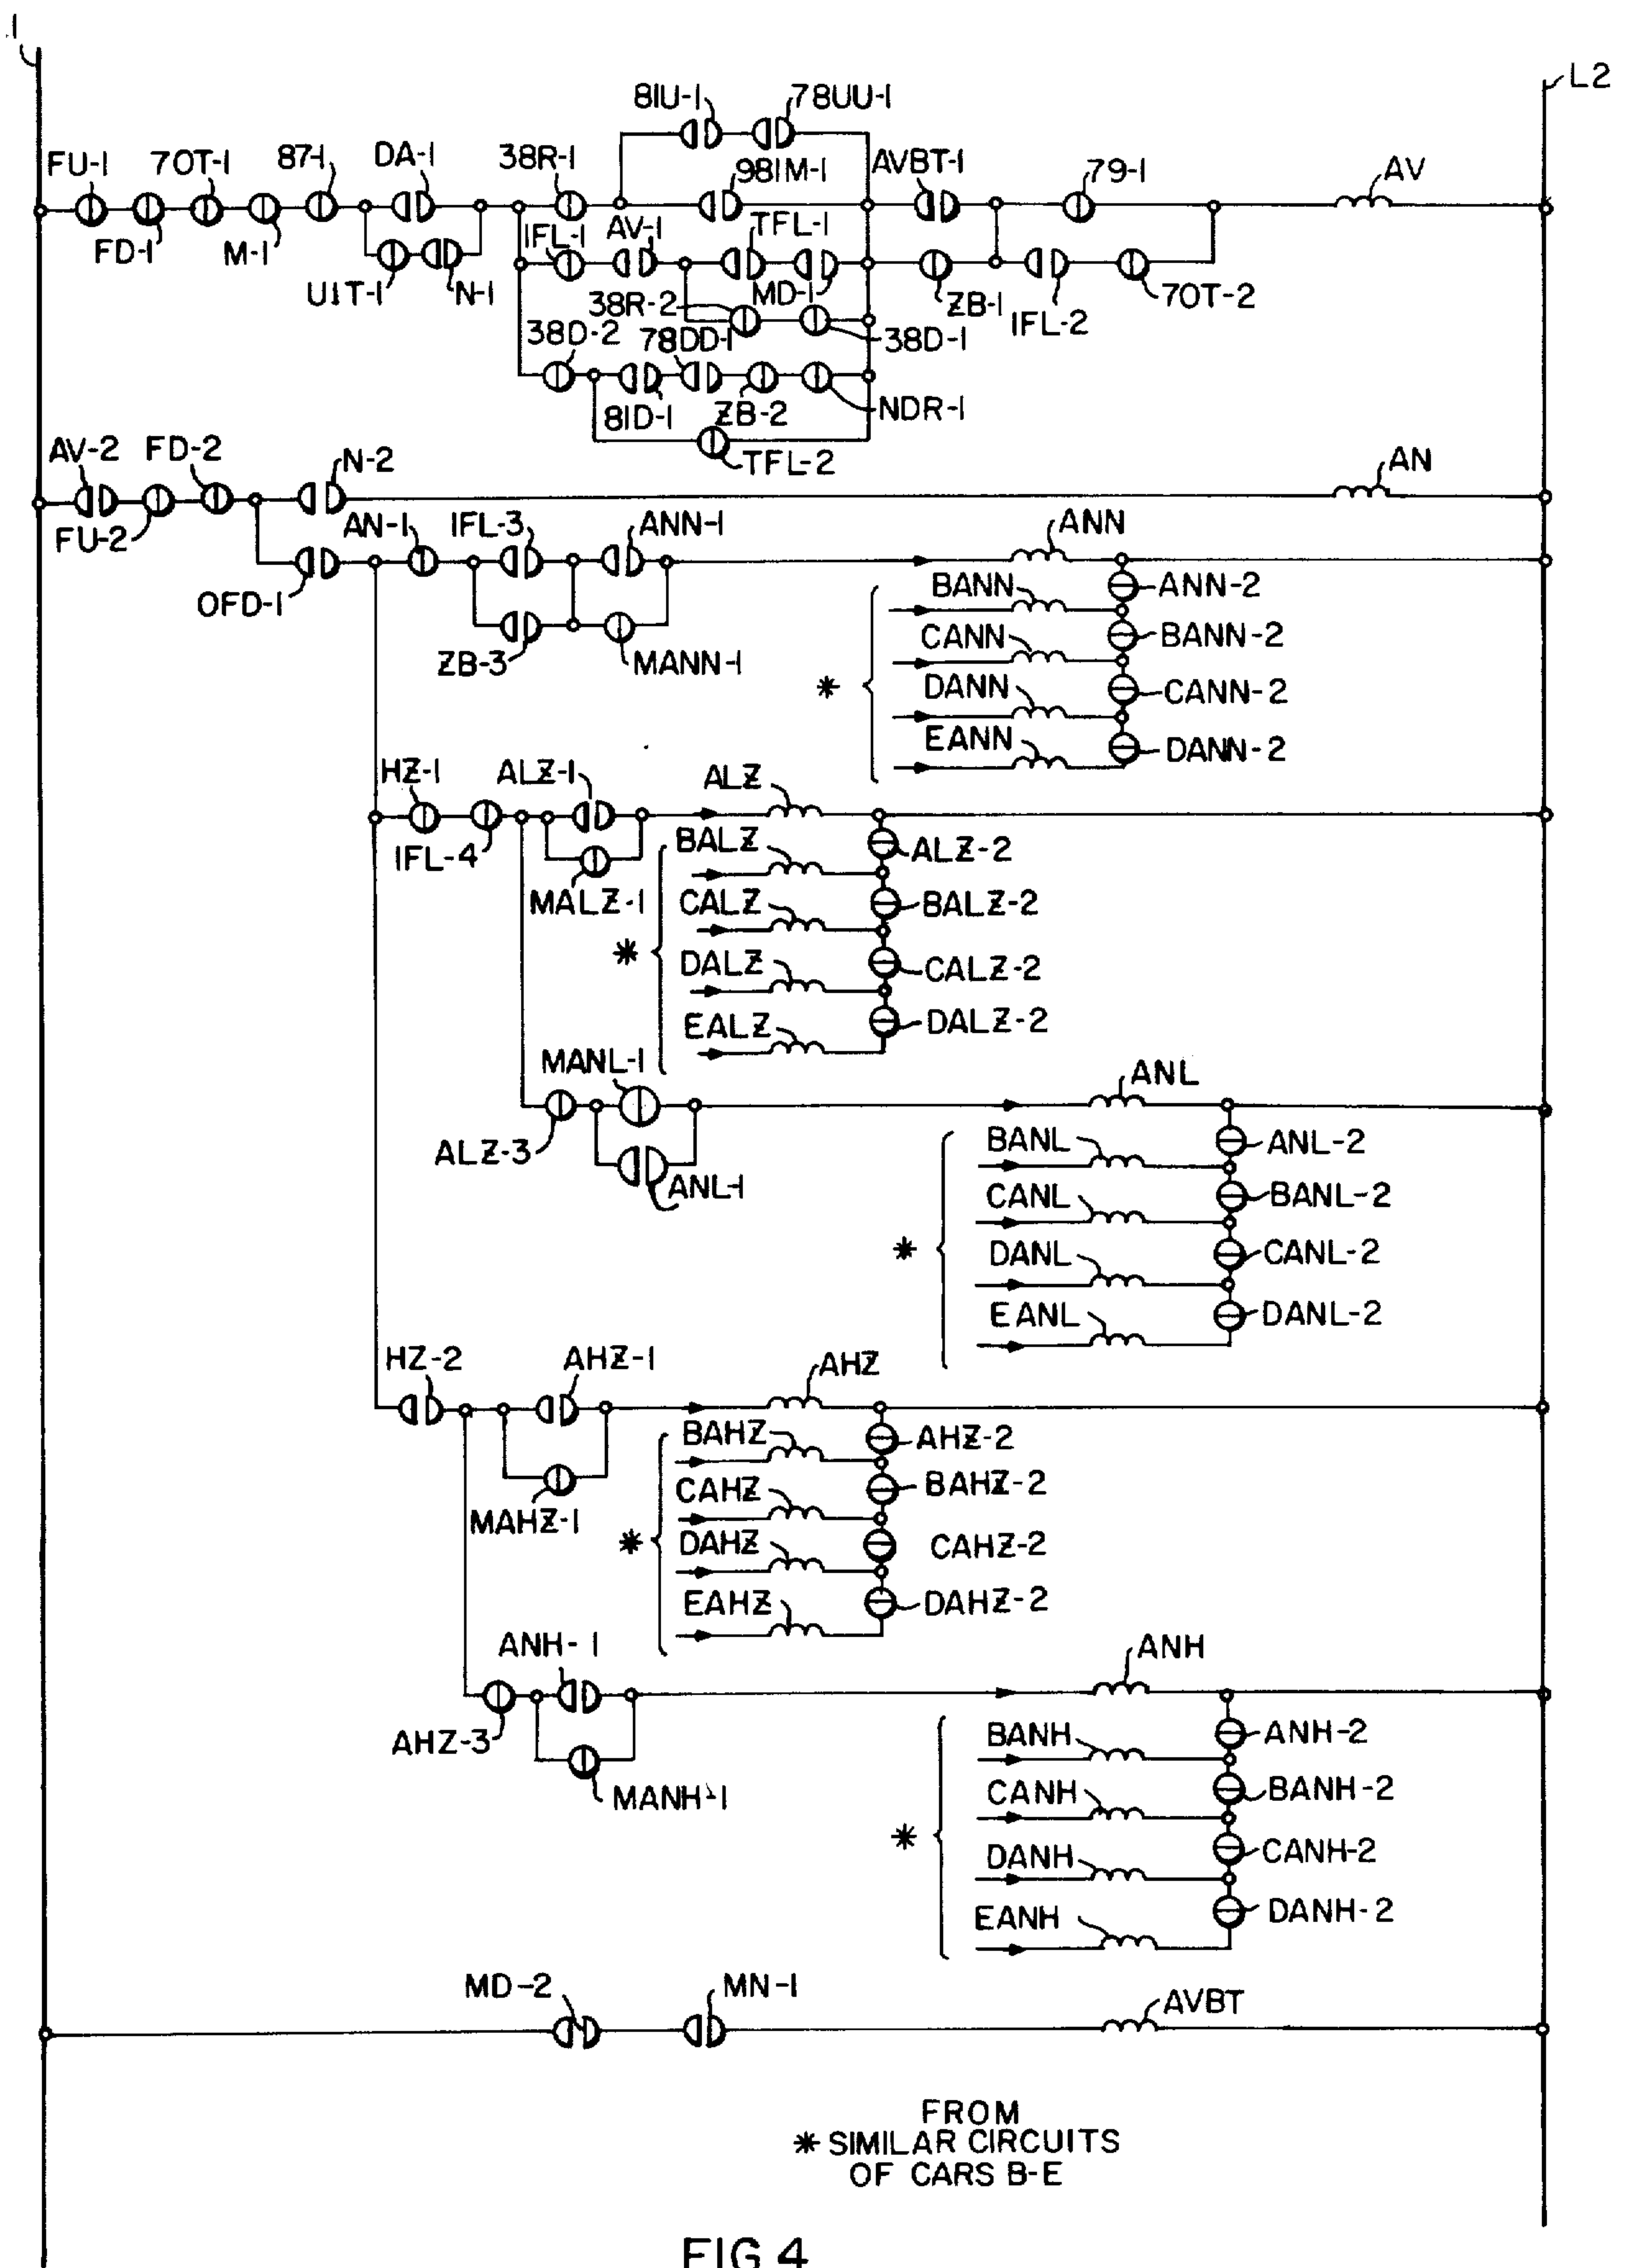 1
L2
81U-1 78UU-1
FU-1 70T-1 87-1 DA-1 38R-1 981M-1 AVBT-1 79-1 AV
FD-1 M-1 IFL-1 AV-1 TFL-1
U1T-1 N-1 38R-2 MD-1 ZB-1 IFL-2 70T-2
38D-2 78DD-1 38D-1
81D-1 ZB-2 NDR-1
TFL-2
AV-2 FD-2 N-2 AN
FU-2 AN-1 IFL-3 ANN-1 ANN
OFD-1 BANN ANN-2
ZB-3 MANN-1 CANN BANN-2
* DANN CANN-2
EANN DANN-2
HZ-1 ALZ-1 ALZ
IFL-4 BALZ ALZ-2
MALZ-1 CALZ BALZ-2
* DALZ CALZ-2
EALZ DALZ-2
MANL-1 ANL
ALZ-3 BANL ANL-2
ANL-1 CANL BANL-2
* DANL CANL-2
EANL DANL-2
HZ-2 AHZ-1 AHZ
BAHZ AHZ-2
MAHZ-1 CAHZ BAHZ-2
* DAHZ CAHZ-2
EAHZ DAHZ-2
ANH-1 ANH
AHZ-3 BANH ANH-2
MANH-1 CANH BANH-2
* DANH CANH-2
EANH DANH-2
MD-2 MN-1 AVBT
FROM
* SIMILAR CIRCUITS
OF CARS B-E
FIG 4